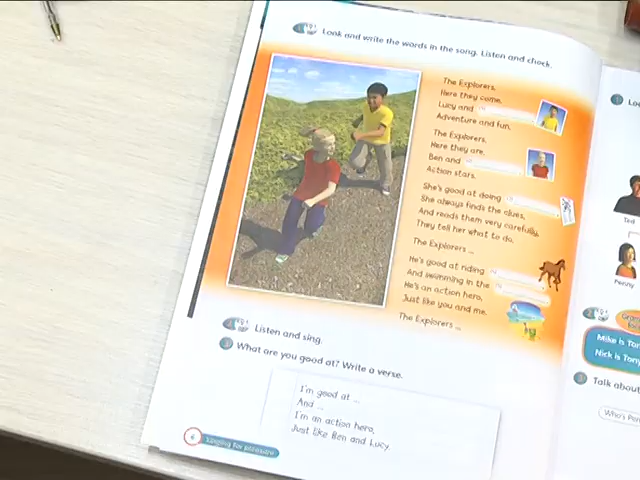 Look and write the words in the song. Listen and check.
The Explorers,
Here they come,
Lucy and
Adventure and fun.
The Explorers,
Here they are,
Ben and
Action stars.
She's good at doing
She always finds the clues,
And reads them very carefully,
They tell her what to do.
The Explorers ...
He's good at riding
And swimming in the
He's an action hero,
Just like you and me.
The Explorers ...
Listen and sing.
What are you good at? Write a verse.
I'm good at ...
And ...
I'm an action hero,
Just like Ben and Lucy.
6 Singing for pleasure
Ted
Penny
Mike is
Nick is
Talk about
Who's